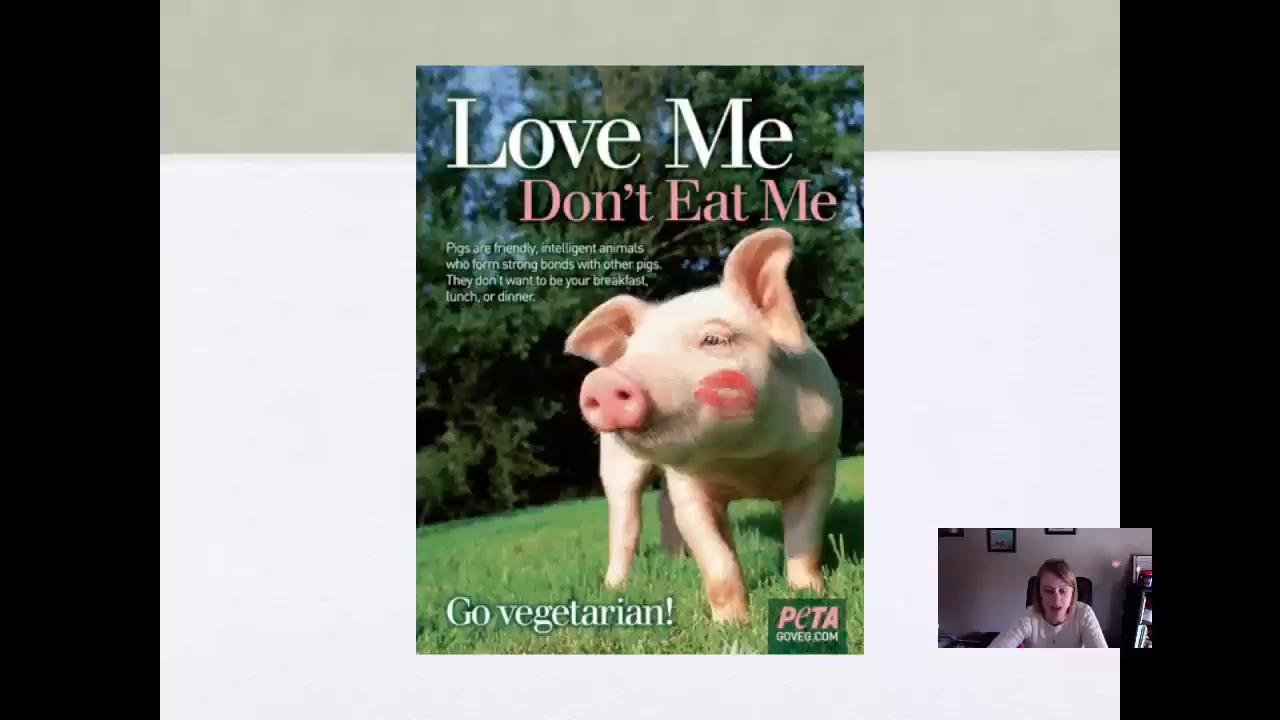 Love Me
Don't Eat Me
Pigs are friendly, intelligent animals
who form strong bonds with other pigs.
They don't want to be your breakfast,
lunch, or dinner.
Go vegetarian!
PeTA
GOVEG.COM